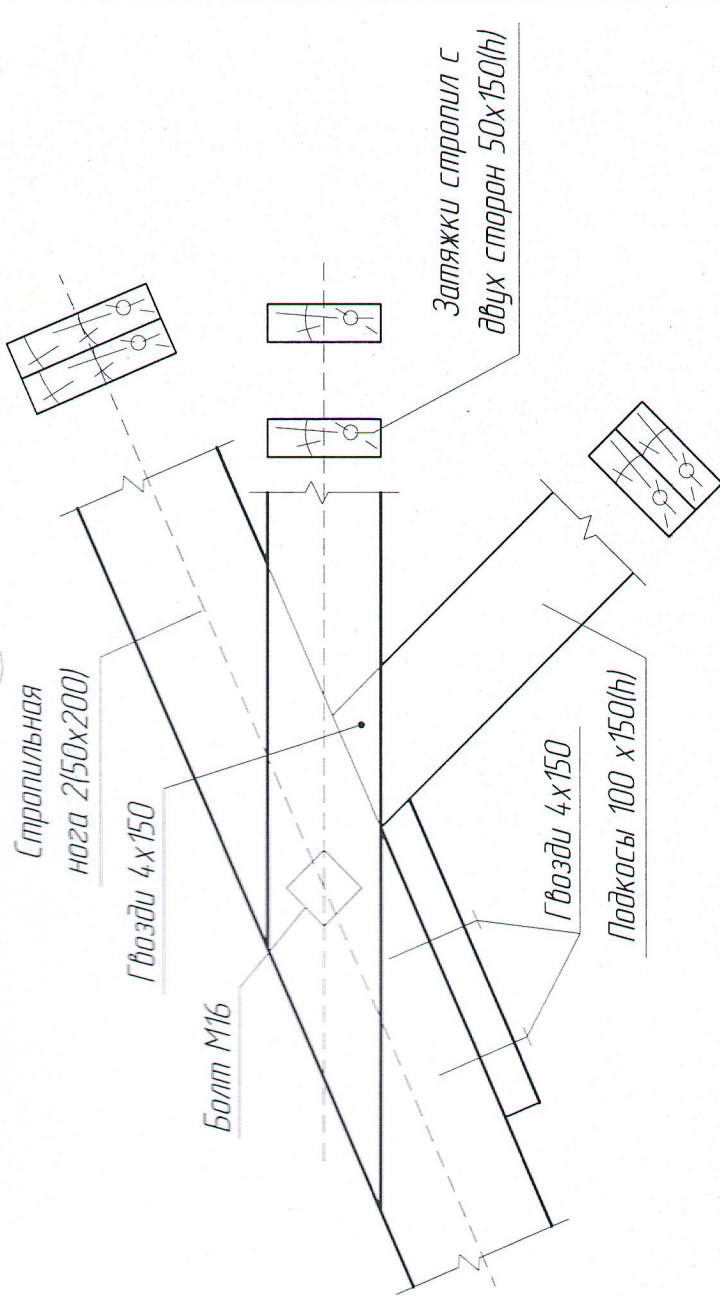 Стропильная
нога 2(50х200)
Гвозди 4х150
Болт М16
Затяжки стропил с
двух сторон 50х150(h)
Гвозди 4х150
Подкосы 100 х150(h)